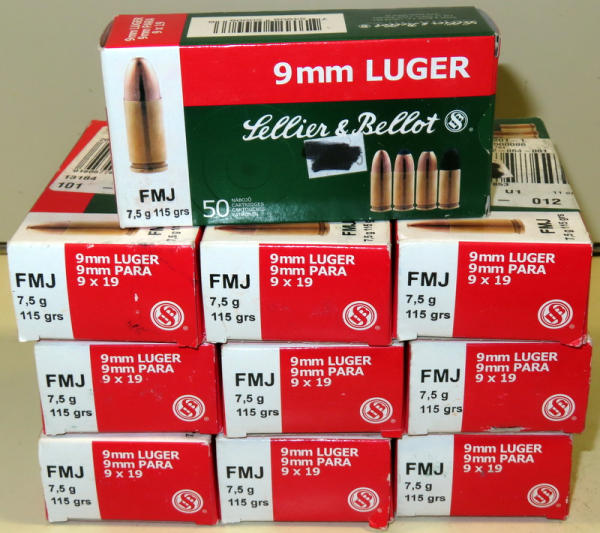 9mm LUGER
9mm PARA
9 x 19
9mm LUGER
Sellier & Bellot
FMJ
7,5 g 115 grs
50 NÁBOJŮ
CARTRIDGES
CARTOUCHES
PATRONEN
13184
101 -
U1
- 012
FMJ
7,5 g
115 grs
9mm LUGER
9mm PARA
9 x 19
FMJ
7,5 g
115 grs
9mm LUGER
9mm PARA
9 x 19
FMJ
7,5 g
115 grs
9mm LUGER
9mm PARA
9 x 19
FMJ
7,5 g
115 grs
9mm LUGER
9mm PARA
9 x 19
FMJ
7,5 g
115 grs
9mm LUGER
9mm PARA
9 x 19
FMJ
7,5 g
115 grs
9mm LUGER
9mm PARA
9 x 19
FMJ
7,5 g
115 grs
9mm LUGER
9mm PARA
9 x 19
FMJ
7,5 g
115 grs
9mm LUGER
9mm PARA
9 x 19
FMJ
7,5 g
115 grs
9mm LUGER
9mm PARA
9 x 19